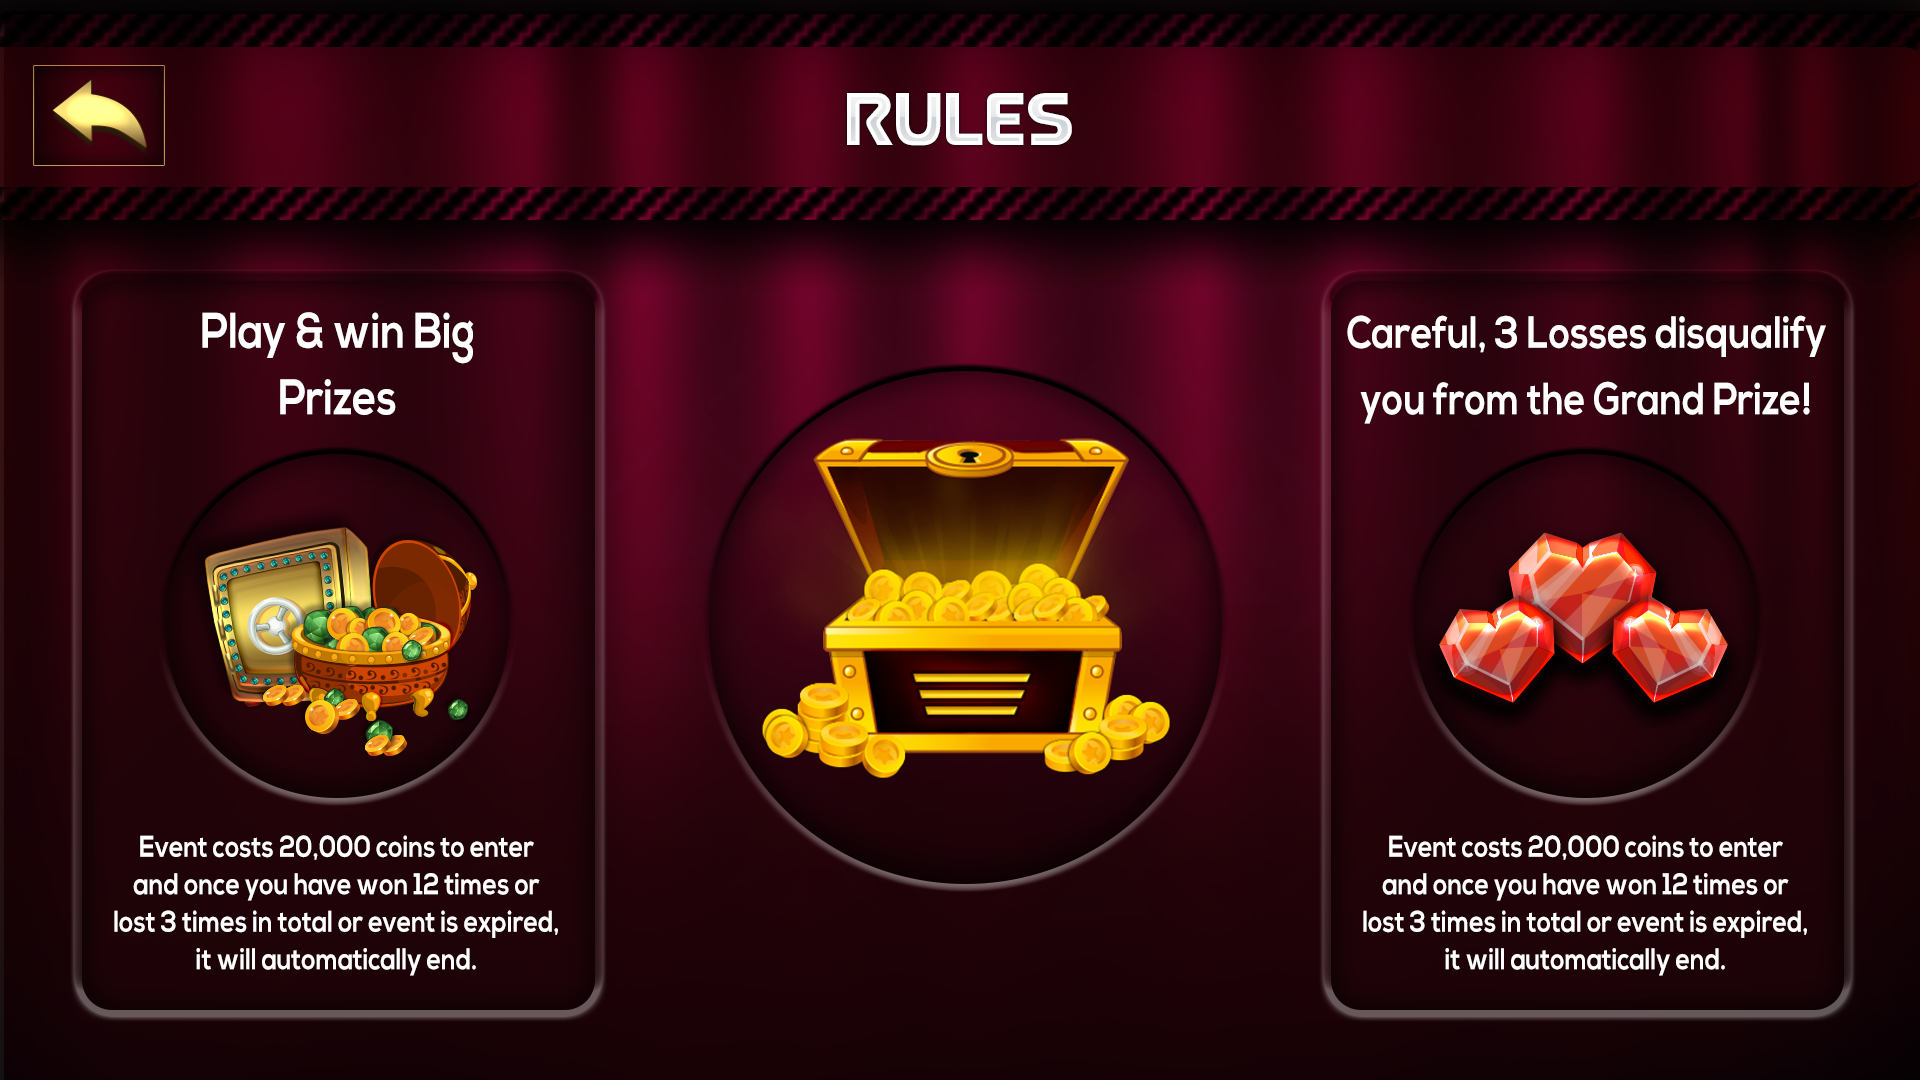 RULES
Play & win Big
Prizes
Event costs 20,000 coins to enter
and once you have won 12 times or
lost 3 times in total or event is expired,
it will automatically end.
Careful, 3 Losses disqualify
you from the Grand Prize!
Event costs 20,000 coins to enter
and once you have won 12 times or
lost 3 times in total or event is expired,
it will automatically end.